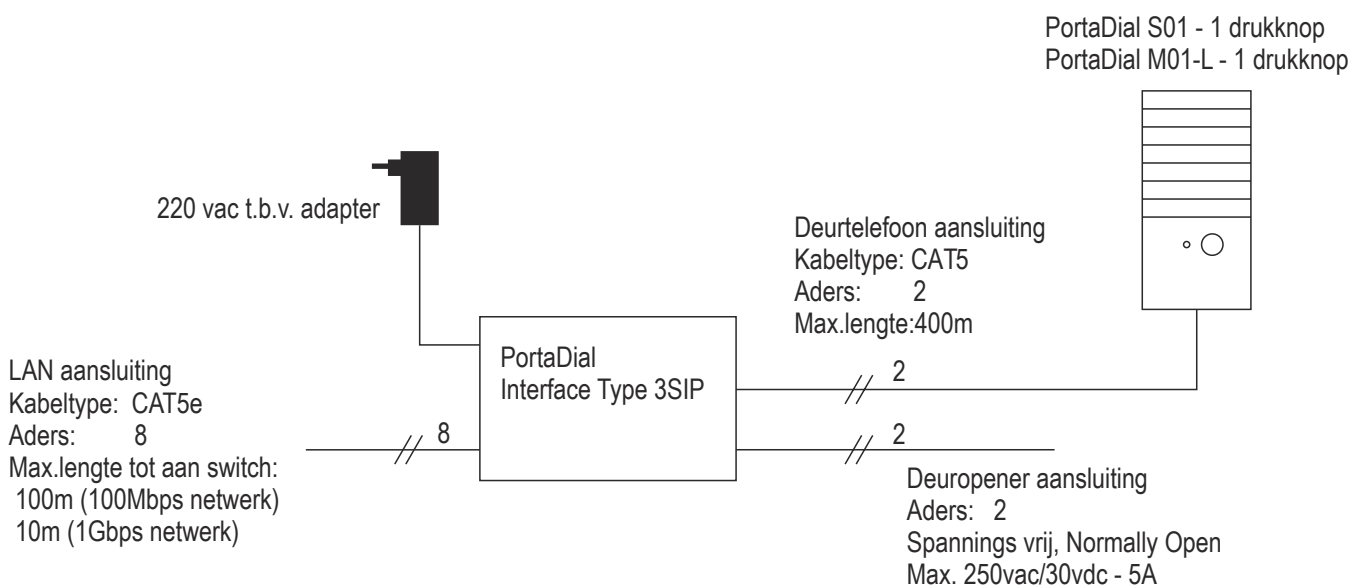 PortaDial S01 - 1 drukknop
PortaDial M01-L - 1 drukknop
220 vac t.b.v. adapter
Deurtelefoon aansluiting
Kabeltype: CAT5
Aders: 2
Max.lengte:400m
PortaDial
Interface Type 3SIP
2
LAN aansluiting
Kabeltype: CAT5e
Aders: 8
Max.lengte tot aan switch:
100m (100Mbps netwerk)
10m (1Gbps netwerk)
8
2
Deuropener aansluiting
Aders: 2
Spannings vrij, Normally Open
Max. 250vac/30vdc - 5A